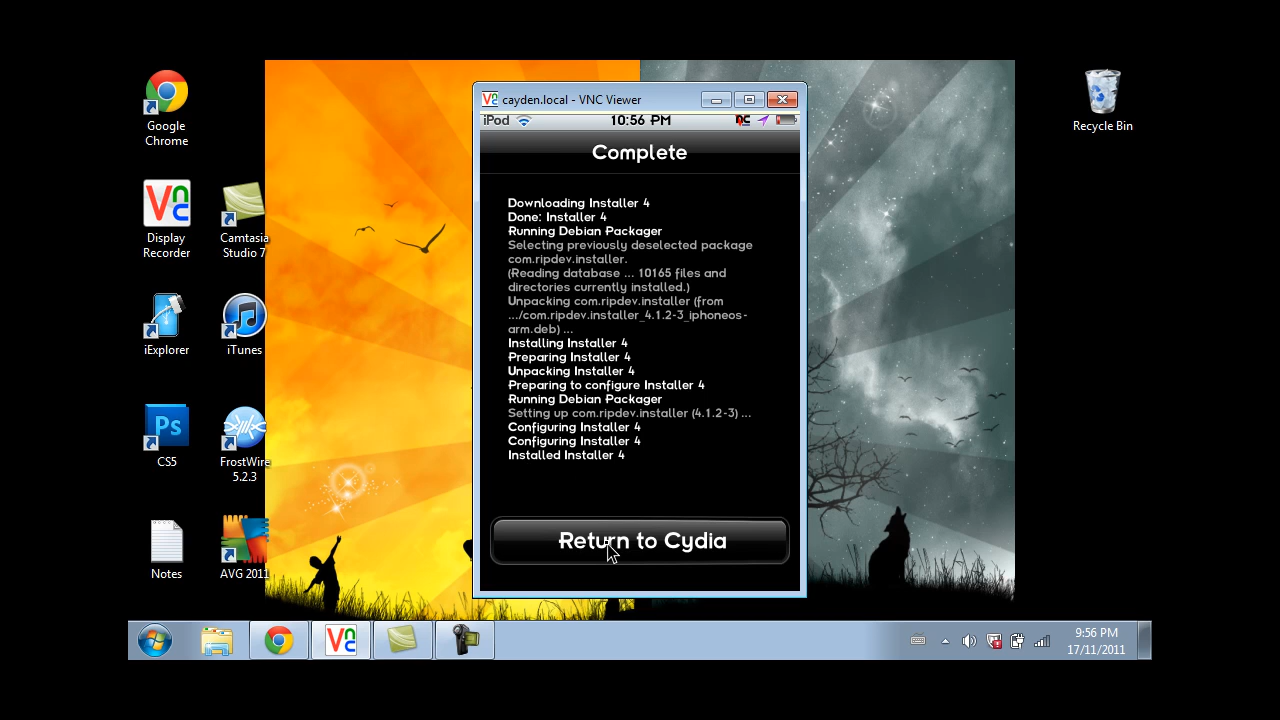 Google
Chrome
Display
Recorder
Camtasia
Studio 7
iExplorer
iTunes
Ps
CS5
FrostWire
5.2.3
Notes
AVG 2011
Recycle Bin
cayden.local - VNC Viewer
iPod
10:56 PM
Complete
Downloading Installer 4
Done: Installer 4
Running Debian Packager
Selecting previously deselected package
com.ripdev.installer.
(Reading database ... 10165 files and
directories currently installed.)
Unpacking com.ripdev.installer (from
.../com.ripdev.installer_4.1.2-3_iphoneos-
arm.deb) ...
Installing Installer 4
Preparing Installer 4
Unpacking Installer 4
Preparing to configure Installer 4
Running Debian Packager
Setting up com.ripdev.installer (4.1.2-3) ...
Configuring Installer 4
Configuring Installer 4
Installed Installer 4
Return to Cydia
9:56 PM
17/11/2011